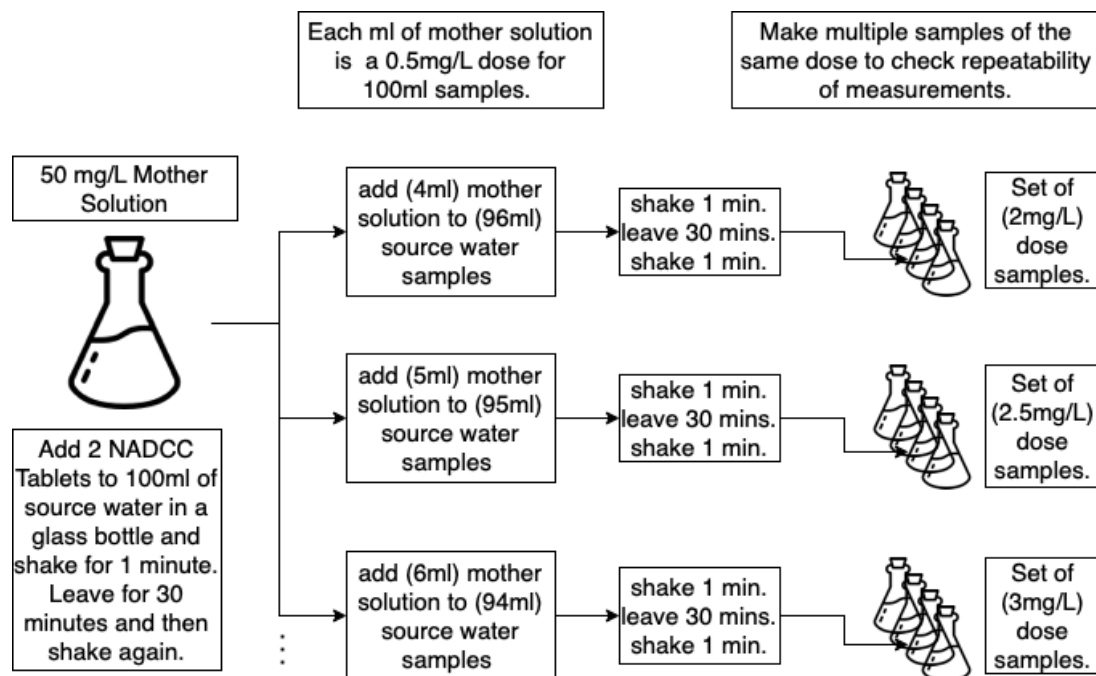 Each ml of mother solution
is a 0.5mg/L dose for
100ml samples.
Make multiple samples of the
same dose to check repeatability
of measurements.
50 mg/L Mother
Solution
Add 2 NADCC
Tablets to 100ml of
source water in a
glass bottle and
shake for 1 minute.
Leave for 30
minutes and then
shake again.
add (4ml) mother
solution to (96ml)
source water
samples
shake 1 min.
leave 30 mins.
shake 1 min.
Set of
(2mg/L)
dose
samples.
add (5ml) mother
solution to (95ml)
source water
samples
shake 1 min.
leave 30 mins.
shake 1 min.
Set of
(2.5mg/L)
dose
samples.
add (6ml) mother
solution to (94ml)
source water
samples
shake 1 min.
leave 30 mins.
shake 1 min.
Set of
(3mg/L)
dose
samples.